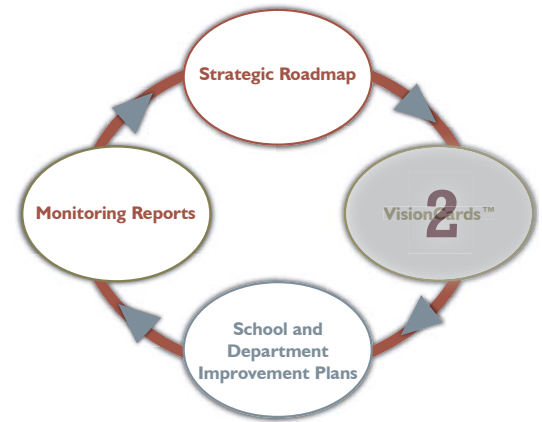 Strategic Roadmap
Monitoring Reports
VisionCards™
2
School and
Department
Improvement Plans